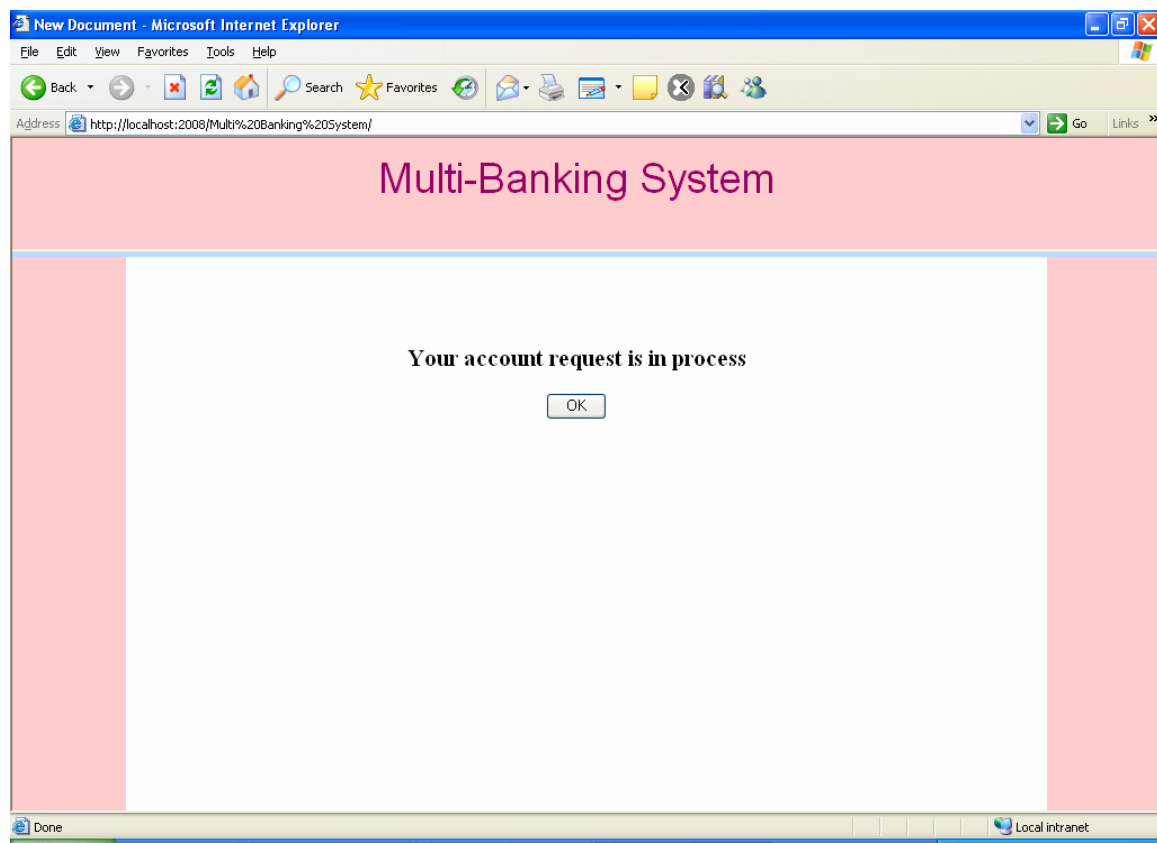 New Document - Microsoft Internet Explorer
File Edit View Favorites Tools Help
Back Search Favorites
Address http://localhost:2008/Multi%20Banking%20System/ Go Links »
Multi-Banking System
Your account request is in process
OK
Done Local intranet